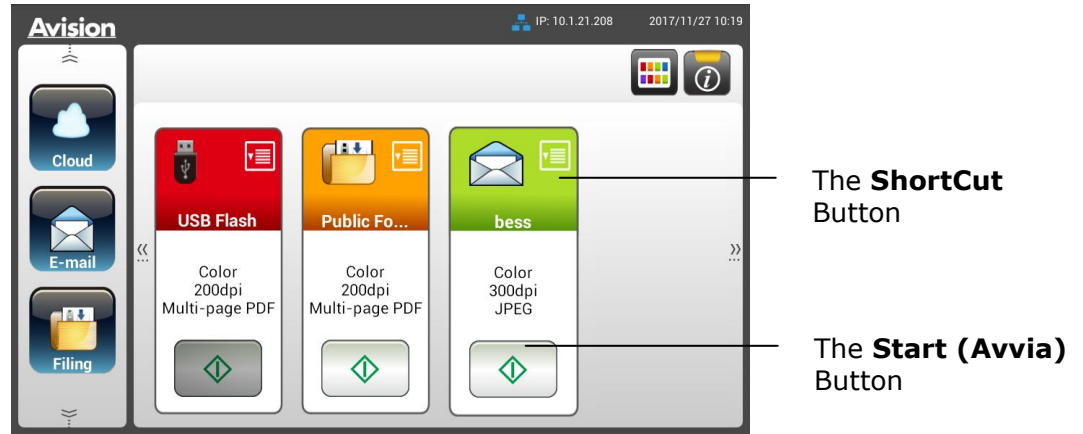 Avision
IP: 10.1.21.208
2017/11/27 10:19
Cloud
E-mail
Filing
USB Flash
Color
200dpi
Multi-page PDF
Public Fo...
Color
200dpi
Multi-page PDF
bess
Color
300dpi
JPEG
The ShortCut
Button
The Start (Avvia)
Button